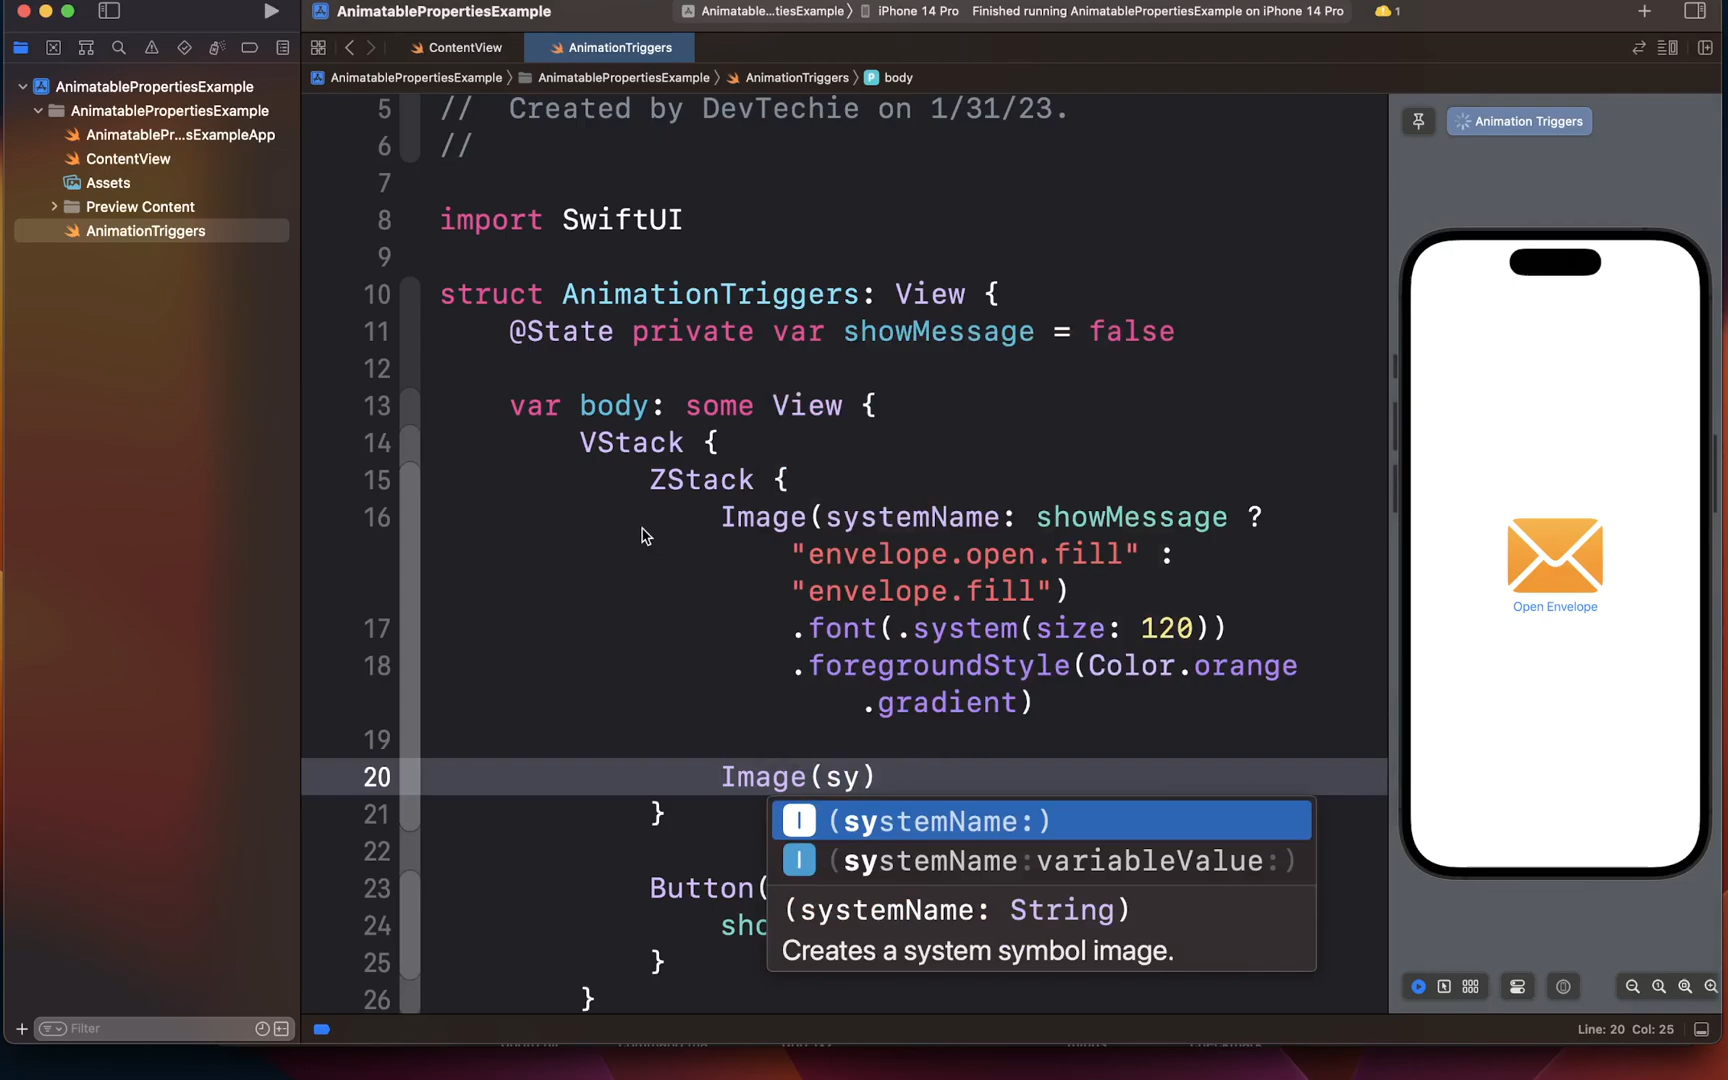 AnimatablePropertiesExample
Animatable...tiesExample
iPhone 14 Pro
Finished running AnimatablePropertiesExample on iPhone 14 Pro
1
ContentView
AnimationTriggers
AnimatablePropertiesExample
AnimatablePropertiesExample
AnimationTriggers
P
body
AnimatablePropertiesExample
AnimatablePropertiesExample
AnimatablePr...sExampleApp
ContentView
Assets
Preview Content
AnimationTriggers
5 // Created by DevTechie on 1/31/23.
6 //
7
8 import SwiftUI
9
10 struct AnimationTriggers: View {
11 @State private var showMessage = false
12
13 var body: some View {
14 VStack {
15 ZStack {
16 Image(systemName: showMessage ?
"envelope.open.fill" :
"envelope.fill")
17 .font(.system(size: 120))
18 .foregroundStyle(Color.orange
.gradient)
19
20 Image(sy)
21 }
22
23 Button(
24 sho
25 }
26 }
I (systemName:)
I (systemName:variableValue:)
(systemName: String)
Creates a system symbol image.
Animation Triggers
Open Envelope
Filter
Line: 20 Col: 25